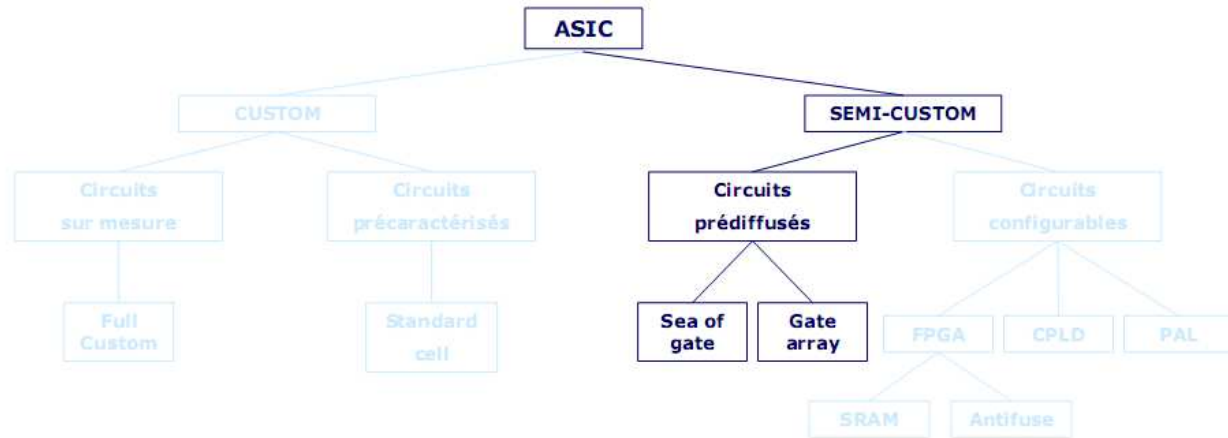 ASIC
CUSTOM
SEMI-CUSTOM
Circuits
sur mesure
Circuits
précaractérisés
Circuits
prédiffusés
Circuits
configurables
Full
Custom
Standard
cell
Sea of
gate
Gate
array
FPGA
CPLD
PAL
SRAM
Antifuse